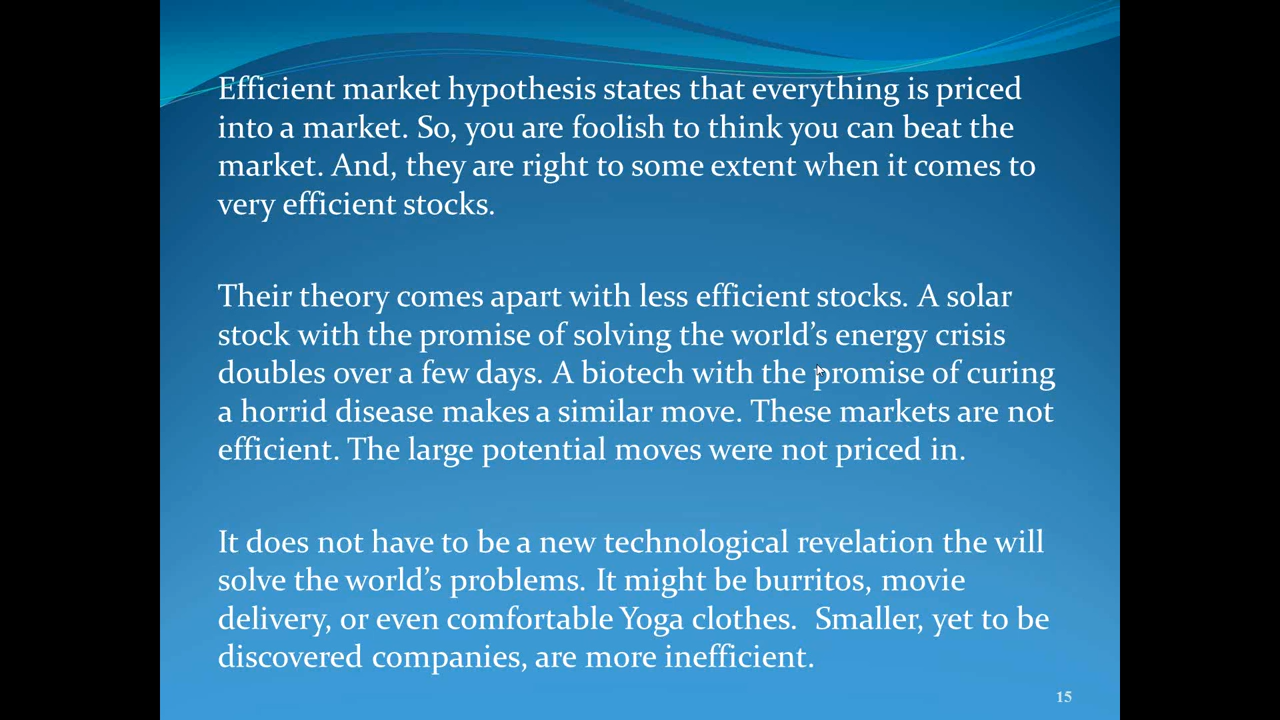 Efficient market hypothesis states that everything is priced
into a market. So, you are foolish to think you can beat the
market. And, they are right to some extent when it comes to
very efficient stocks.
Their theory comes apart with less efficient stocks. A solar
stock with the promise of solving the world's energy crisis
doubles over a few days. A biotech with the promise of curing
a horrid disease makes a similar move. These markets are not
efficient. The large potential moves were not priced in.
It does not have to be a new technological revelation the will
solve the world's problems. It might be burritos, movie
delivery, or even comfortable Yoga clothes.  Smaller, yet to be
discovered companies, are more inefficient.
15